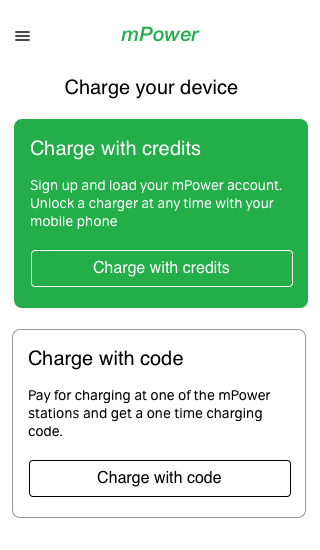 mPower
Charge your device
Charge with credits
Sign up and load your mPower account.
Unlock a charger at any time with your
mobile phone
Charge with credits
Charge with code
Pay for charging at one of the mPower
stations and get a one time charging
code.
Charge with code